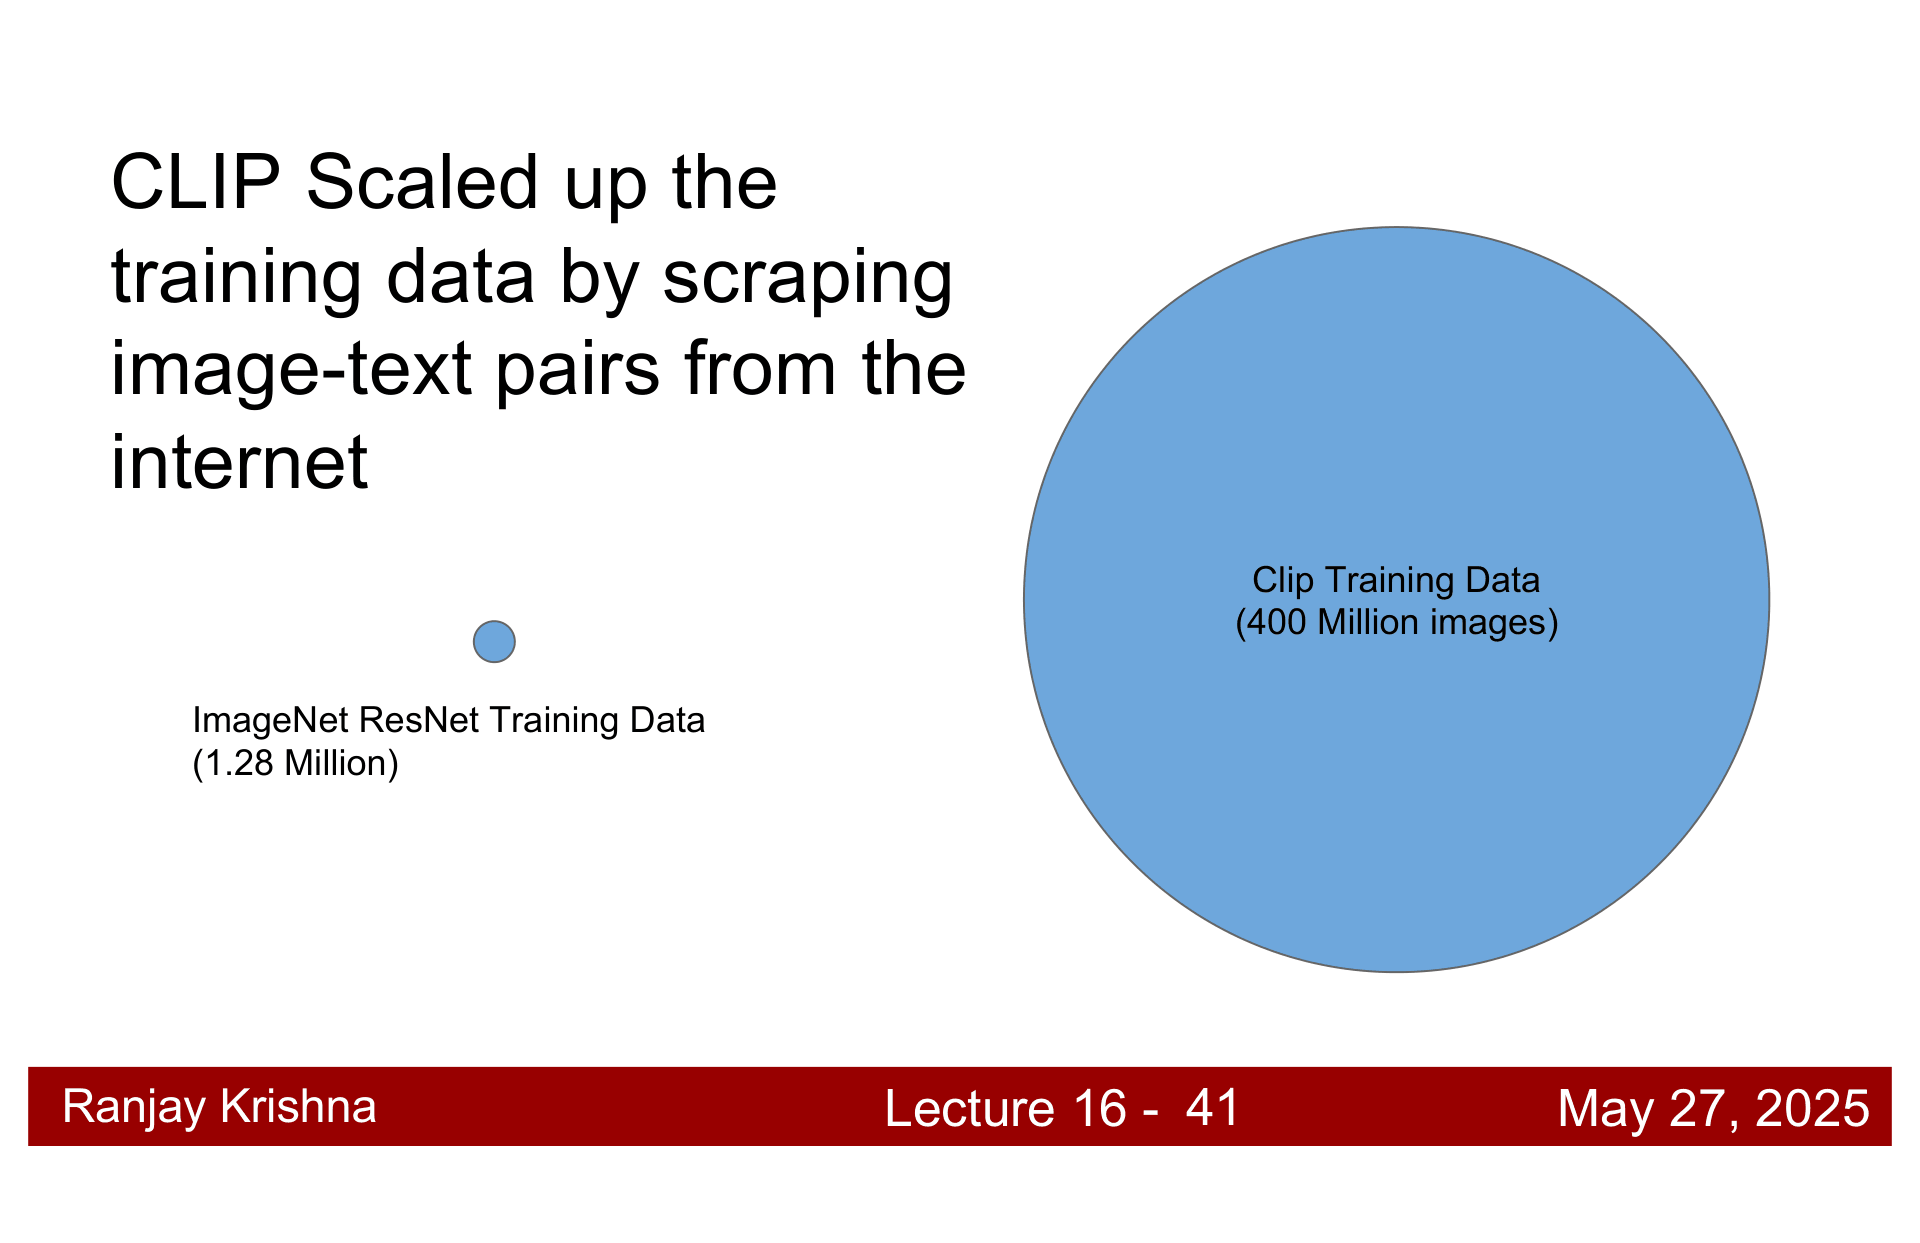 CLIP Scaled up the
training data by scraping
image-text pairs from the
internet
Clip Training Data
(400 Million images)
ImageNet ResNet Training Data
(1.28 Million)
Ranjay Krishna
Lecture 16 - 41
May 27, 2025